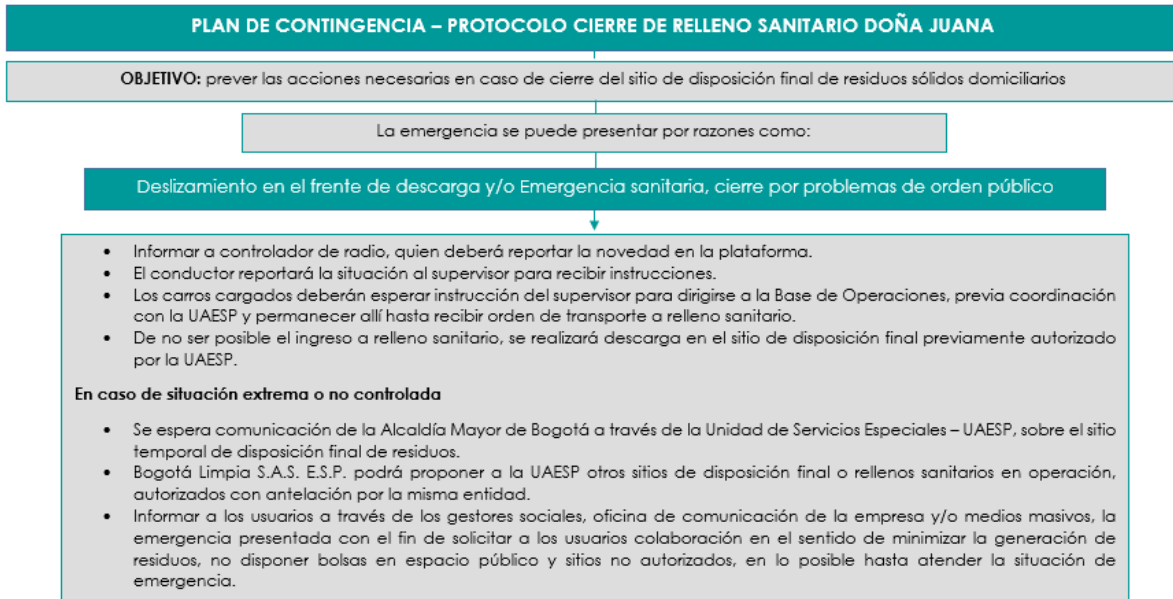 PLAN DE CONTINGENCIA – PROTOCOLO CIERRE DE RELLENO SANITARIO DOÑA JUANA
OBJETIVO: prever las acciones necesarias en caso de cierre del sitio de disposición final de residuos sólidos domiciliarios
La emergencia se puede presentar por razones como:
Deslizamiento en el frente de descarga y/o Emergencia sanitaria, cierre por problemas de orden público
• Informar a controlador de radio, quien deberá reportar la novedad en la plataforma.
• El conductor reportará la situación al supervisor para recibir instrucciones.
• Los carros cargados deberán esperar instrucción del supervisor para dirigirse a la Base de Operaciones, previa coordinación
con la UAESP y permanecer allí hasta recibir orden de transporte a relleno sanitario.
• De no ser posible el ingreso a relleno sanitario, se realizará descarga en el sitio de disposición final previamente autorizado
por la UAESP.
En caso de situación extrema o no controlada
• Se espera comunicación de la Alcaldía Mayor de Bogotá a través de la Unidad de Servicios Especiales – UAESP, sobre el sitio
temporal de disposición final de residuos.
• Bogotá Limpia S.A.S. E.S.P. podrá proponer a la UAESP otros sitios de disposición final o rellenos sanitarios en operación,
autorizados con antelación por la misma entidad.
• Informar a los usuarios a través de los gestores sociales, oficina de comunicación de la empresa y/o medios masivos, la
emergencia presentada con el fin de solicitar a los usuarios colaboración en el sentido de minimizar la generación de
residuos, no disponer bolsas en espacio público y sitios no autorizados, en lo posible hasta atender la situación de
emergencia.